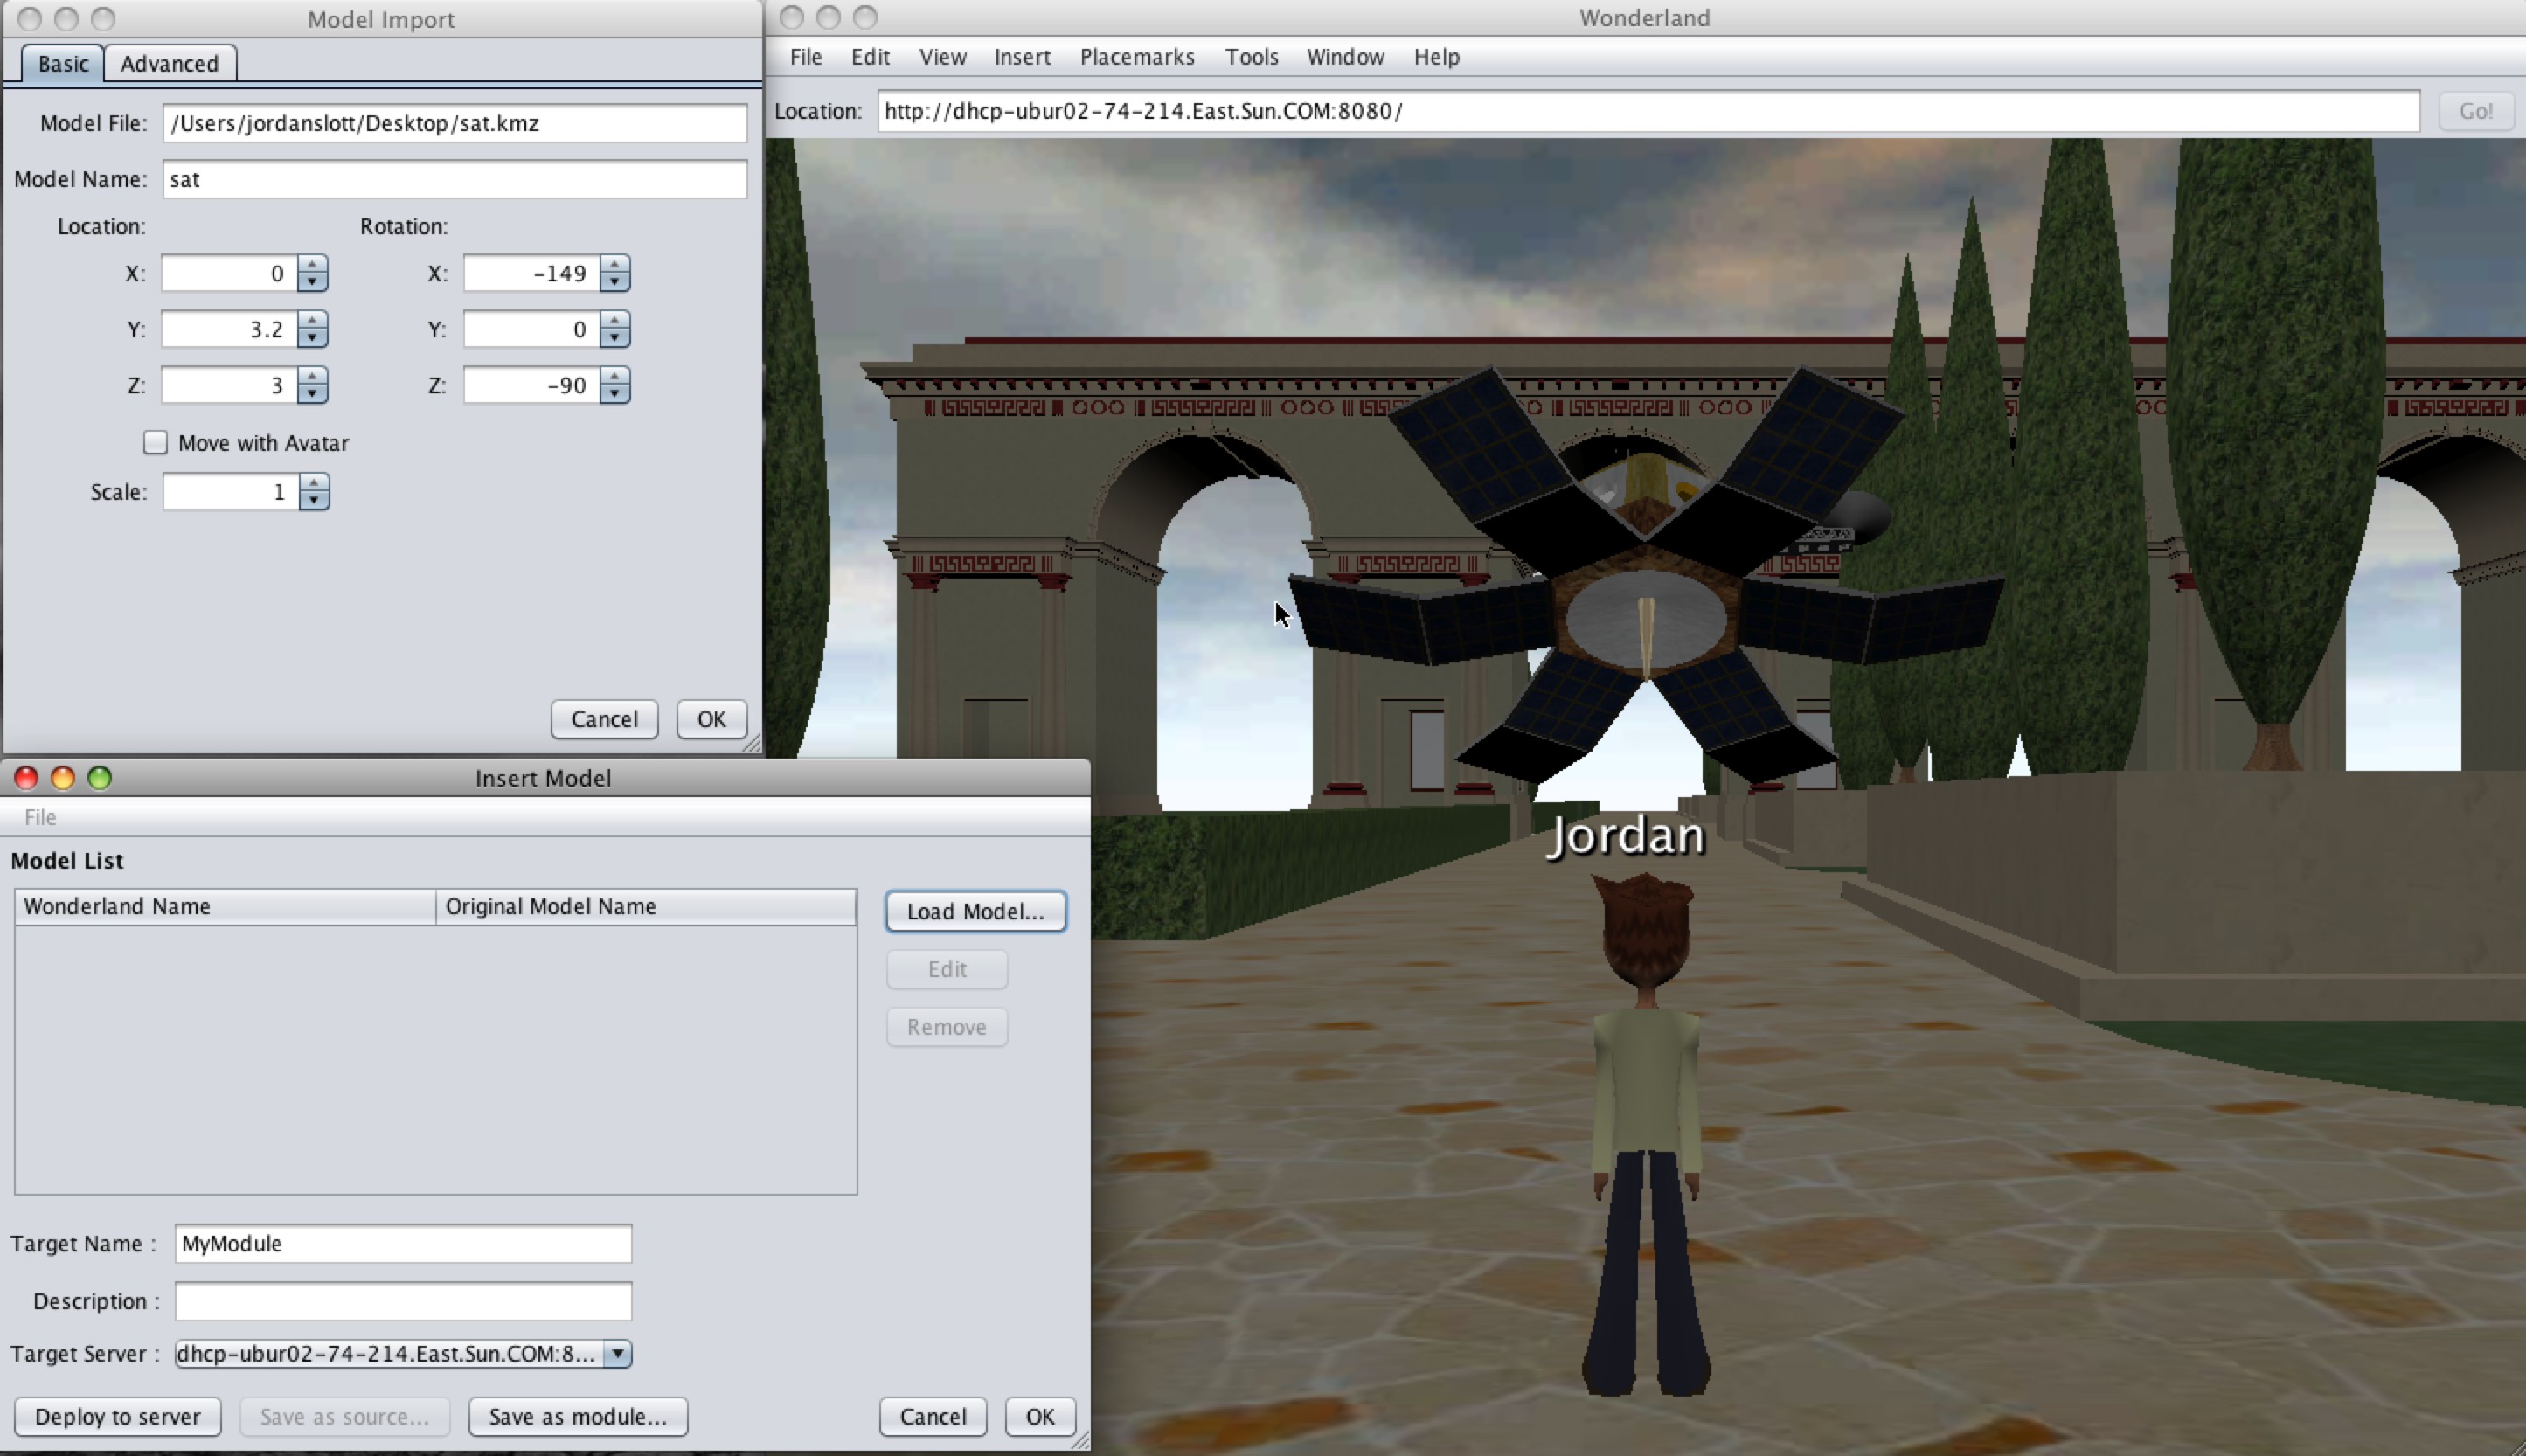 Model Import
Basic Advanced
Model File: /Users/jordanslott/Desktop/sat.kmz
Model Name: sat
Location: Rotation:
X: 0 X: -149
Y: 3.2 Y: 0
Z: 3 Z: -90
Move with Avatar
Scale: 1
Cancel OK
Wonderland
File Edit View Insert Placemarks Tools Window Help
Location: http://dhcp-ubur02-74-214.East.Sun.COM:8080/ Go!
Jordan
Insert Model
File
Model List
Wonderland Name Original Model Name
Load Model...
Edit
Remove
Target Name : MyModule
Description :
Target Server : dhcp-ubur02-74-214.East.Sun.COM:8...
Deploy to server Save as source... Save as module... Cancel OK